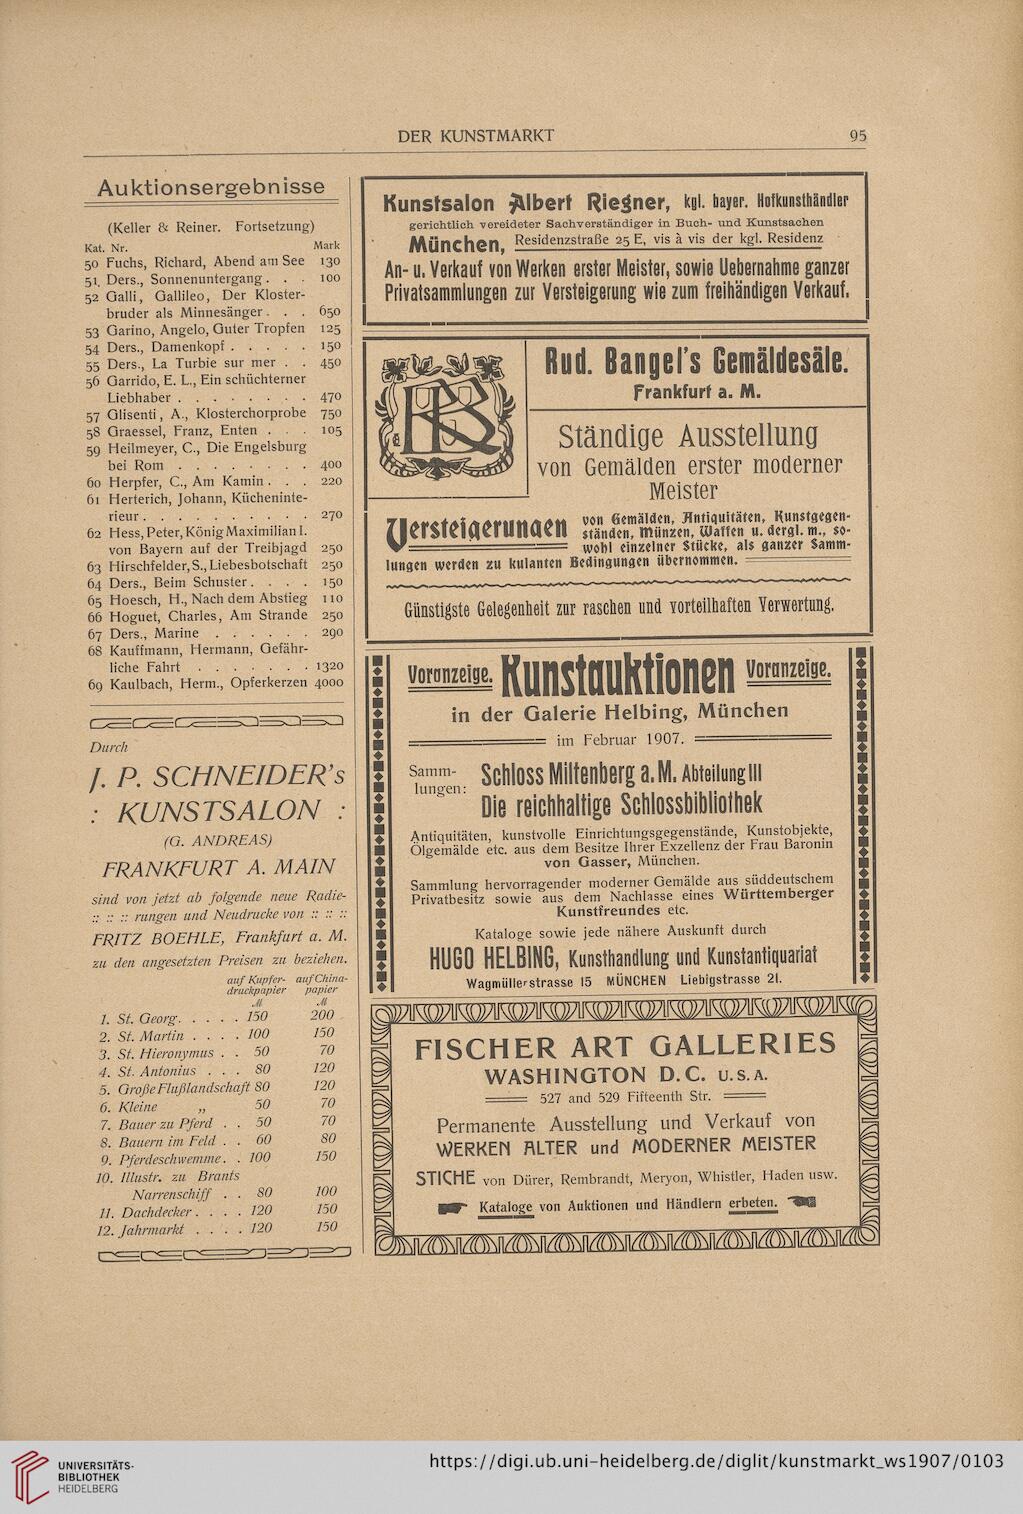 DER KUNSTMARKT 95
Auktionsergebnisse
(Keller & Reiner. Fortsetzung)
Kat. Nr. Mark
50 Fuchs, Richard, Abend am See 130
51. Ders., Sonnenuntergang . . . 100
52 Galli, Gallileo, Der Kloster-
bruder als Minnesänger . . . 650
53 Garino, Angelo, Guter Tropfen 125
54 Ders., Damenkopf . . . . . 150
55 Ders., La Turbie sur mer . . 450
56 Garrido, E. L., Ein schüchterner
Liebhaber . . . . . . . . 470
57 Glisenti, A., Klosterchorprobe 750
58 Graessel, Franz, Enten . . . 105
59 Heilmeyer, C., Die Engelsburg
bei Rom . . . . . . . . 400
60 Herpfer, C., Am Kamin . . . 220
61 Herterich, Johann, Kücheninte-
rieur . . . . . . . . . . 270
62 Hess, Peter, König Maximilian I.
von Bayern auf der Treibjagd 250
63 Hirschfelder, S., Liebesbotschaft 250
64 Ders., Beim Schuster . . . . 150
65 Hoesch, H., Nach dem Abstieg 110
66 Hoguet, Charles, Am Strande 250
67 Ders., Marine . . . . . . 290
68 Kauffmann, Hermann, Gefähr-
liche Fahrt . . . . . . . 1320
69 Kaulbach, Herm., Opferkerzen 4000
Durch
J. P. SCHNEIDER's
: KUNSTSALON :
(G. ANDREAS)
FRANKFURT A. MAIN
sind von jetzt ab folgende neue Radie-
:: :: :: rungen und Neudrucke von :: :: ::
FRITZ BOEHLE, Frankfurt a. M.
zu den angesetzten Preisen zu beziehen.
auf Kupfer- auf China-
druckpapier papier
M M
1. St. Georg . . . . . 150 200
2. St. Martin . . . . 100 150
3. St. Hieronymus . . 50 70
4. St. Antonius . . . 80 120
5. Große Flußlandschaft 80 120
6. Kleine „ 50 70
7. Bauer zu Pferd . . 50 70
8. Bauern im Feld . . 60 80
9. Pferdeschwemme . . 100 150
10. Illustr. zu Brants
Narrenschiff . . 80 100
11. Dachdecker . . . . 120 150
12. Jahrmarkt . . . . 120 150
Kunstsalon Albert Riegner, kgl. bayer. Hofkunsthändler
gerichtlich vereideter Sachverständiger in Buch- und Kunstsachen
München, Residenzstraße 25 E, vis à vis der kgl. Residenz
An- u. Verkauf von Werken erster Meister, sowie Uebernahme ganzer
Privatsammlungen zur Versteigerung wie zum freihändigen Verkauf.
RB
Rud. Bangel's Gemäldesäle.
Frankfurt a. M.
Ständige Ausstellung
von Gemälden erster moderner
Meister
Versteigerungen von Gemälden, Antiquitäten, Kunstgegen-
ständen, Münzen, Waffen u. dergl. m., so-
wohl einzelner Stücke, als ganzer Samm-
lungen werden zu kulanten Bedingungen übernommen.
Günstigste Gelegenheit zur raschen und vorteilhaften Verwertung.
Voranzeige. Kunstauktionen Voranzeige.
in der Galerie Helbing, München
im Februar 1907.
Samm-
lungen: Schloss Miltenberg a. M. Abteilung III
Die reichhaltige Schlossbibliothek
Antiquitäten, kunstvolle Einrichtungsgegenstände, Kunstobjekte,
Ölgemälde etc. aus dem Besitze Ihrer Exzellenz der Frau Baronin
von Gasser, München.
Sammlung hervorragender moderner Gemälde aus süddeutschem
Privatbesitz sowie aus dem Nachlasse eines Württemberger
Kunstfreundes etc.
Kataloge sowie jede nähere Auskunft durch
HUGO HELBING, Kunsthandlung und Kunstantiquariat
Wagmüllerstrasse 15 MÜNCHEN Liebigstrasse 21.
FISCHER ART GALLERIES
WASHINGTON D. C. U. S. A.
527 and 529 Fifteenth Str.
Permanente Ausstellung und Verkauf von
WERKEN ALTER und MODERNER MEISTER
STICHE von Dürer, Rembrandt, Meryon, Whistler, Haden usw.
Kataloge von Auktionen und Händlern erbeten.
UNIVERSITÄTS-
BIBLIOTHEK
HEIDELBERG
https://digi.ub.uni-heidelberg.de/diglit/kunstmarkt_ws1907/0103